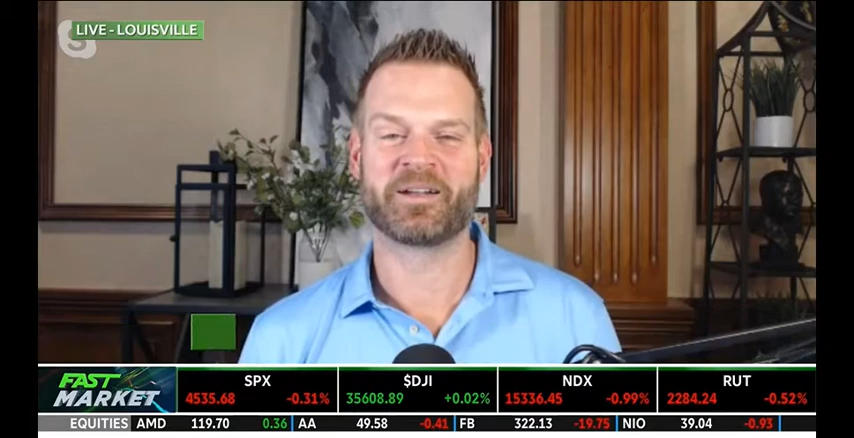 LIVE - LOUISVILLE
S
FAST MARKET
SPX
4535.68 -0.31%
$DJI
35608.89 +0.02%
NDX
15336.45 -0.99%
RUT
2284.24 -0.52%
EQUITIES AMD 119.70 0.36 AA 49.58 -0.41 FB 322.13 -19.75 NIO 39.04 -0.93